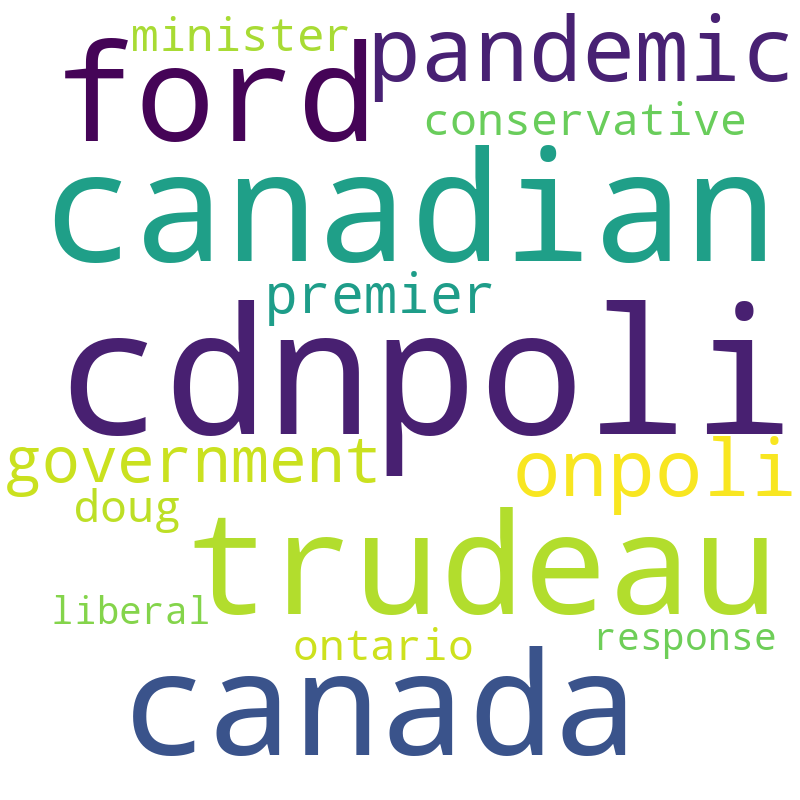 minister
pandemic
ford
conservative
canadian
premier
cdnpoli
government
onpoli
doug
trudeau
liberal
ontario
response
canada